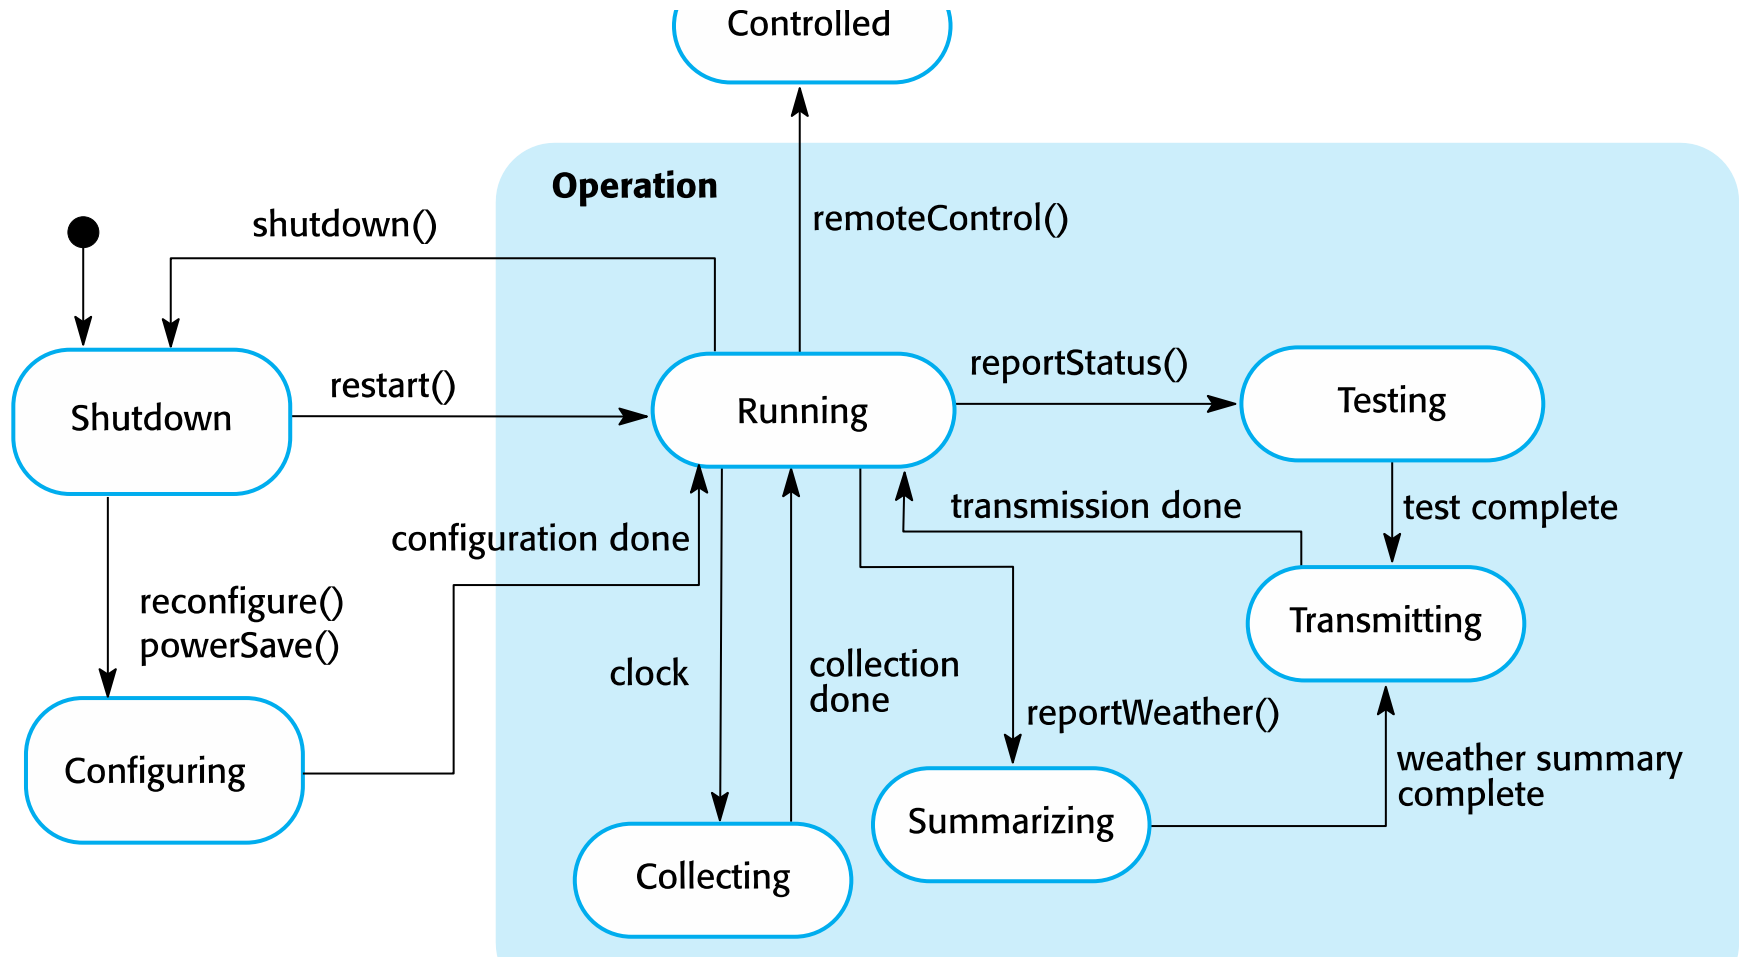 Controlled
Operation
shutdown()
remoteControl()
restart()
reportStatus()
Shutdown
Running
Testing
configuration done
transmission done
test complete
reconfigure()
powerSave()
Transmitting
clock
collection
done
reportWeather()
Configuring
weather summary
complete
Summarizing
Collecting